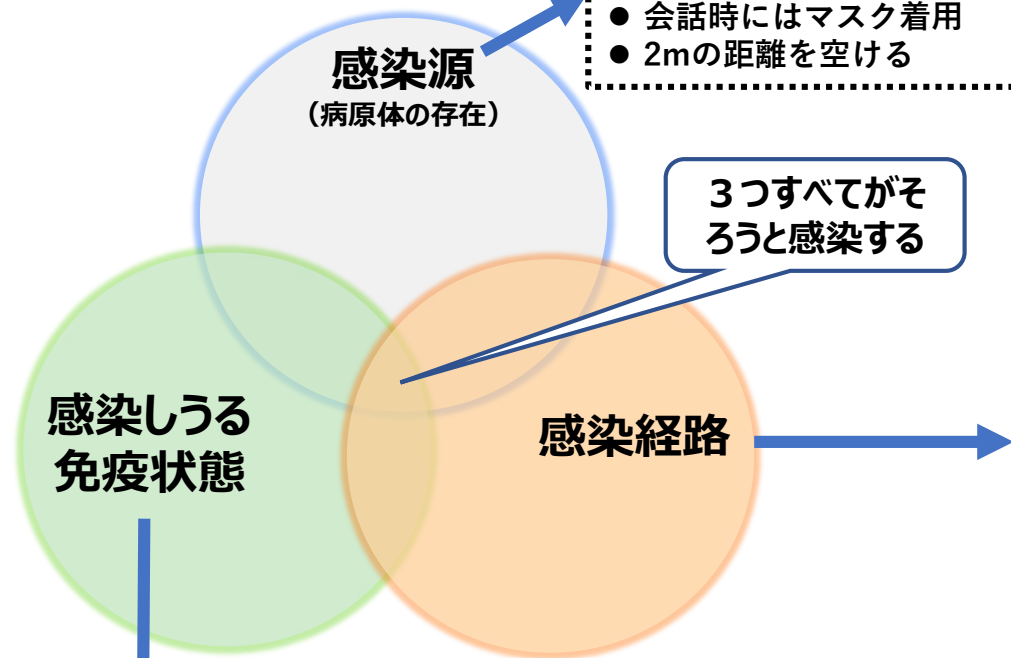 ● 会話時にはマスク着用
● 2mの距離を空ける
感染源
（病原体の存在）
３つすべてがそ
ろうと感染する
感染しうる
免疫状態
感染経路